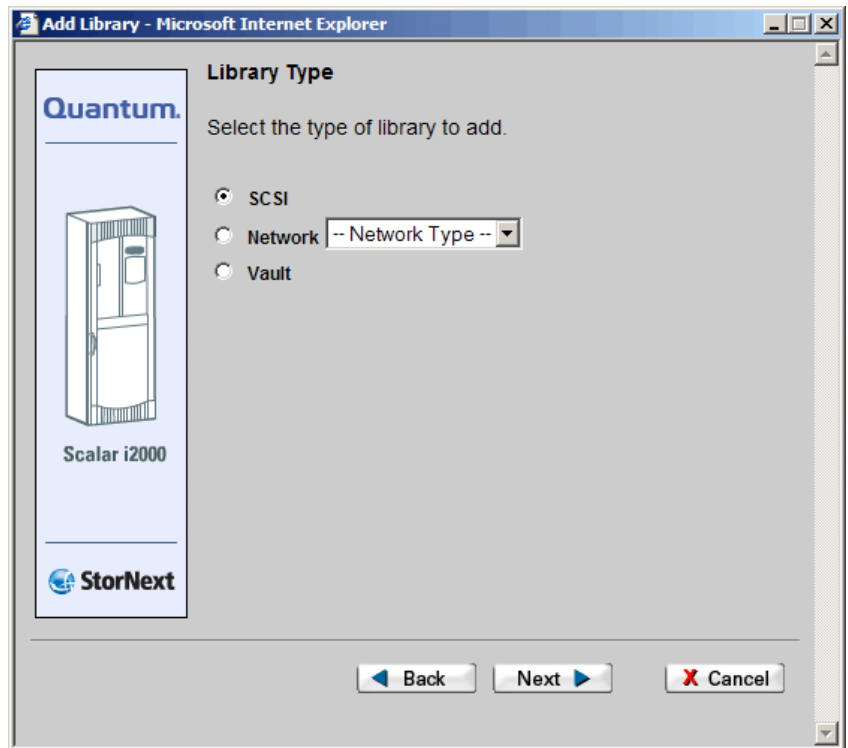 Add Library - Microsoft Internet Explorer
Quantum.
Scalar i2000
StorNext
Library Type
Select the type of library to add.
SCSI
Network -- Network Type --
Vault
Back Next X Cancel